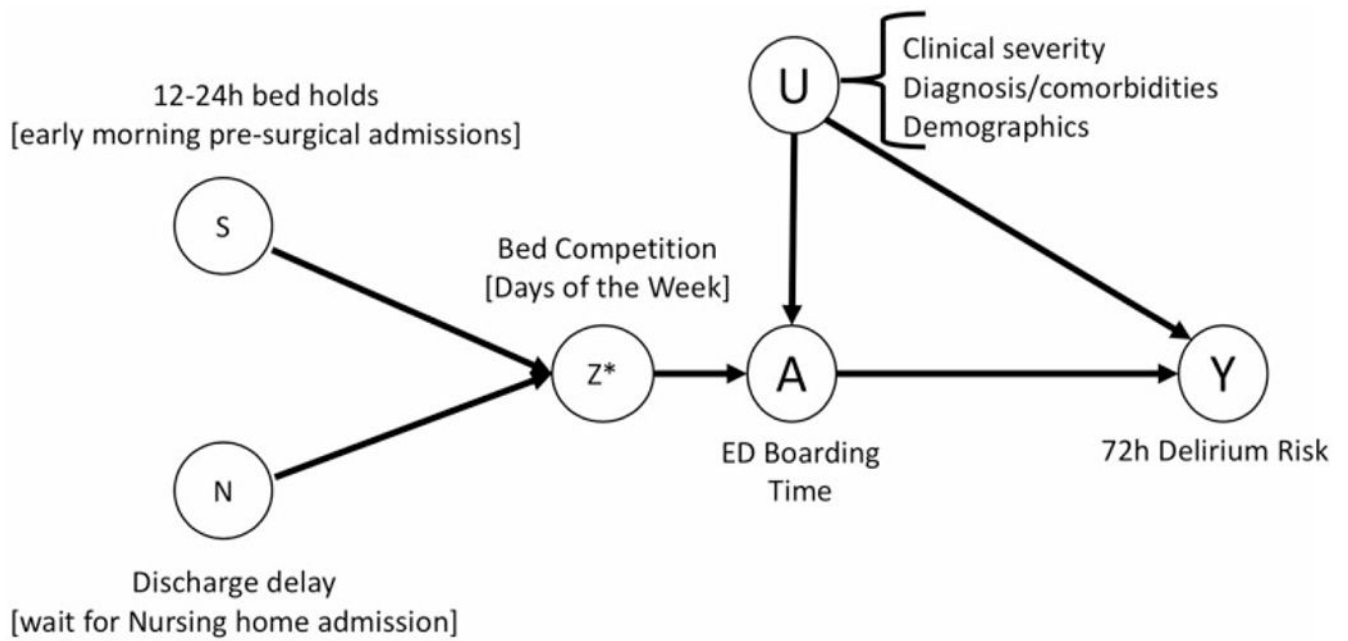 12-24h bed holds
[early morning pre-surgical admissions]
S
Bed Competition
[Days of the Week]
Z*
N
Discharge delay
[wait for Nursing home admission]
U
Clinical severity
Diagnosis/comorbidities
Demographics
A
ED Boarding
Time
Y
72h Delirium Risk